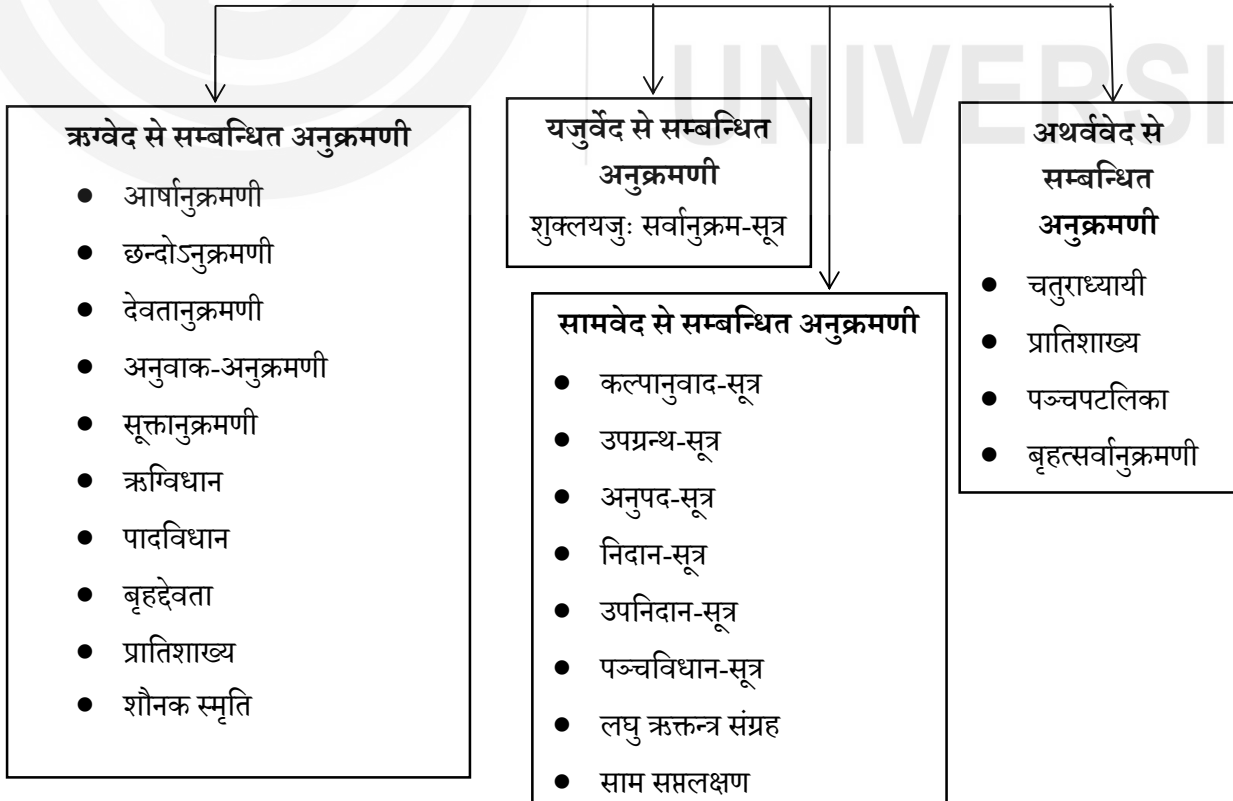 UNIVERSI
ऋग्वेद से सम्बन्धित अनुक्रमणी
● आर्षानुक्रमणी
● छन्दोऽनुक्रमणी
● देवतानुक्रमणी
● अनुवाक-अनुक्रमणी
● सूक्तानुक्रमणी
● ऋग्विधान
● पादविधान
● बृहद्देवता
● प्रातिशाख्य
● शौनक स्मृति
यजुर्वेद से सम्बन्धित
अनुक्रमणी
शुक्लयजुः सर्वानुक्रम-सूत्र
सामवेद से सम्बन्धित अनुक्रमणी
● कल्पानुवाद-सूत्र
● उपग्रन्थ-सूत्र
● अनुपद-सूत्र
● निदान-सूत्र
● उपनिदान-सूत्र
● पञ्चविधान-सूत्र
● लघु ऋक्तन्त्र संग्रह
● साम सप्तलक्षण
अथर्ववेद से
सम्बन्धित
अनुक्रमणी
● चतुराध्यायी
● प्रातिशाख्य
● पञ्चपटलिका
● बृहत्सर्वानुक्रमणी